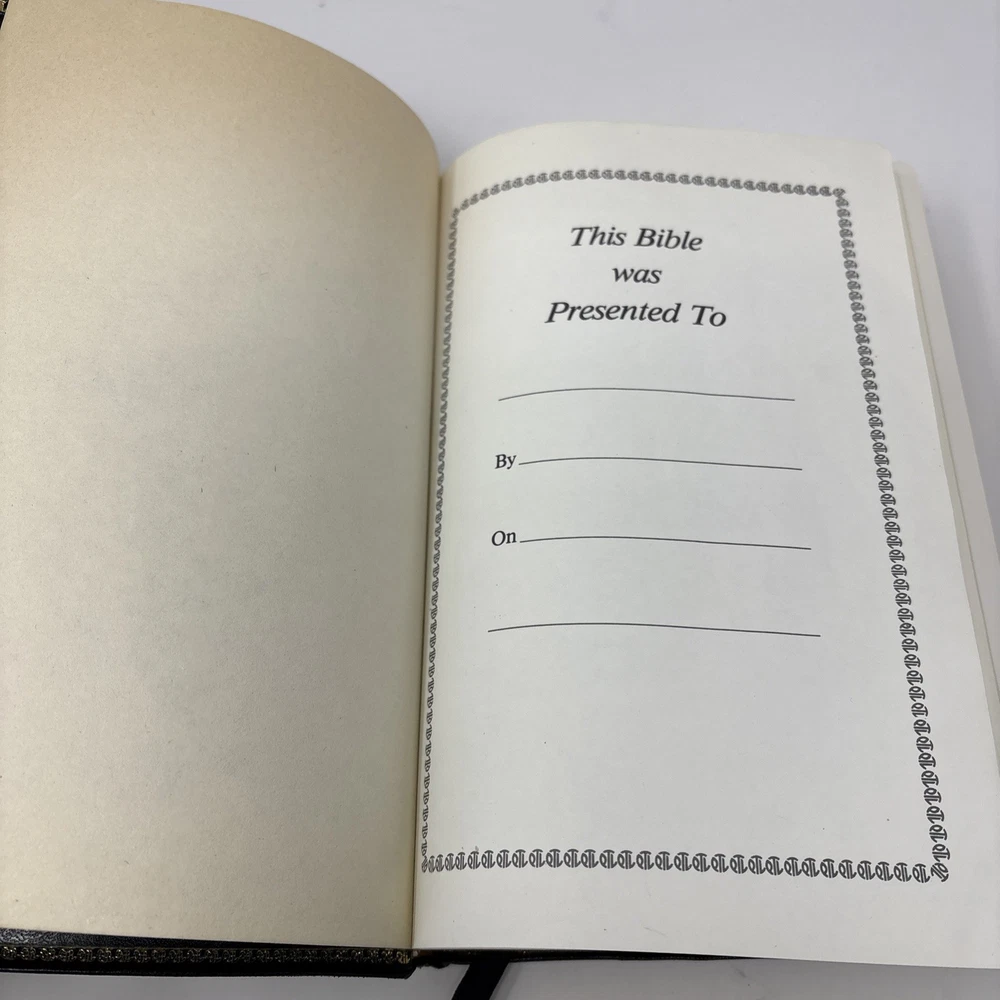 This Bible
was
Presented To
By
On